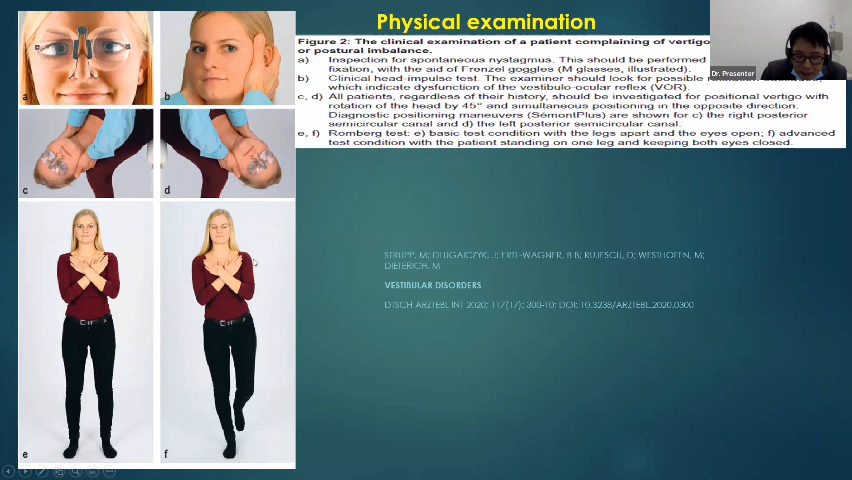 Physical examination
Figure 2: The clinical examination of a patient complaining of vertigo
or postural imbalance.
a) Inspection for spontaneous nystagmus. This should be performed
fixation, with the aid of Frenzel goggles (M glasses, illustrated).
b) Clinical head-impulse test. The examiner should look for possible
which indicate dysfunction of the vestibulo-ocular reflex (VOR).
c, d) All patients, regardless of their history, should be investigated for positional vertigo with
rotation of the head by 45° and simultaneous positioning in the opposite direction.
Diagnostic positioning maneuvers (SémontPlus) are shown for c) the right posterior
semicircular canal and d) the left posterior semicircular canal.
e, f) Romberg test: e) basic test condition with the legs apart and the eyes open; f) advanced
test condition with the patient standing on one leg and keeping both eyes closed.
Dr. Presenter
a
b
c
d
e
f
STRUPP, M; DLUGAICZYK, J; ERTL-WAGNER, B B; RUJESCU, D; WESTHOFEN, M;
DIETERICH, M
VESTIBULAR DISORDERS
DTSCH ARZTEBL INT 2020; 117(17): 300-10; DOI: 10.3238/ARZTEBL.2020.0300